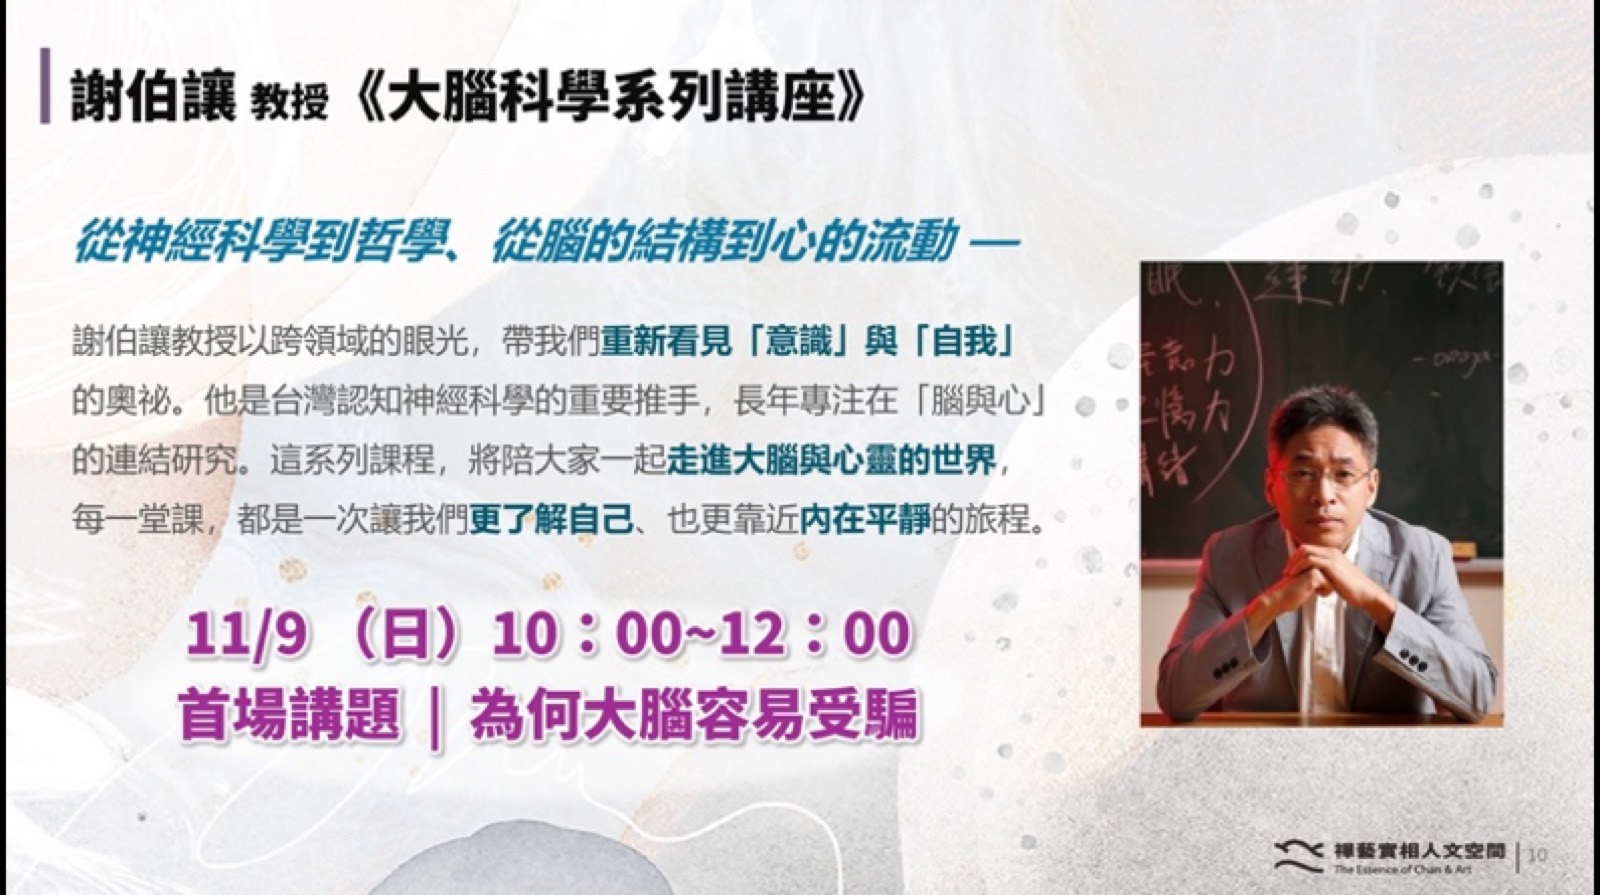 謝伯讓 教授《大腦科學系列講座》
從神經科學到哲學、從腦的結構到心的流動 —
謝伯讓教授以跨領域的眼光，帶我們重新看見「意識」與「自我」
的奧祕。他是台灣認知神經科學的重要推手，長年專注在「腦與心」
的連結研究。這系列課程，將陪大家一起走進大腦與心靈的世界，
每一堂課，都是一次讓我們更了解自己、也更靠近內在平靜的旅程。
11/9 （日）10：00~12：00
首場講題｜為何大腦容易受騙
眼、
意力
憶力
情緒
禪藝實相人文空間 | 10
The Essence of Chan & Art